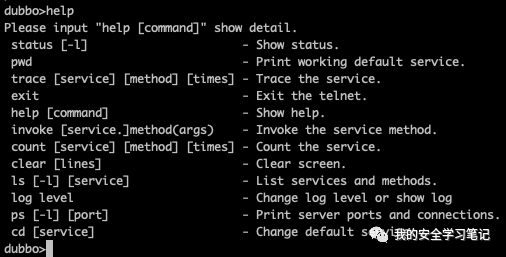 dubbo>help
Please input "help [command]" show detail.
status [-l] - Show status.
pwd - Print working default service.
trace [service] [method] [times] - Trace the service.
exit - Exit the telnet.
help [command] - Show help.
invoke [service.]method(args) - Invoke the service method.
count [service] [method] [times] - Count the service.
clear [lines] - Clear screen.
ls [-l] [service] - List services and methods.
log level - Change log level or show log
ps [-l] [port] - Print server ports and connections.
cd [service] - Change default service.
我的安全学习笔记
dubbo>